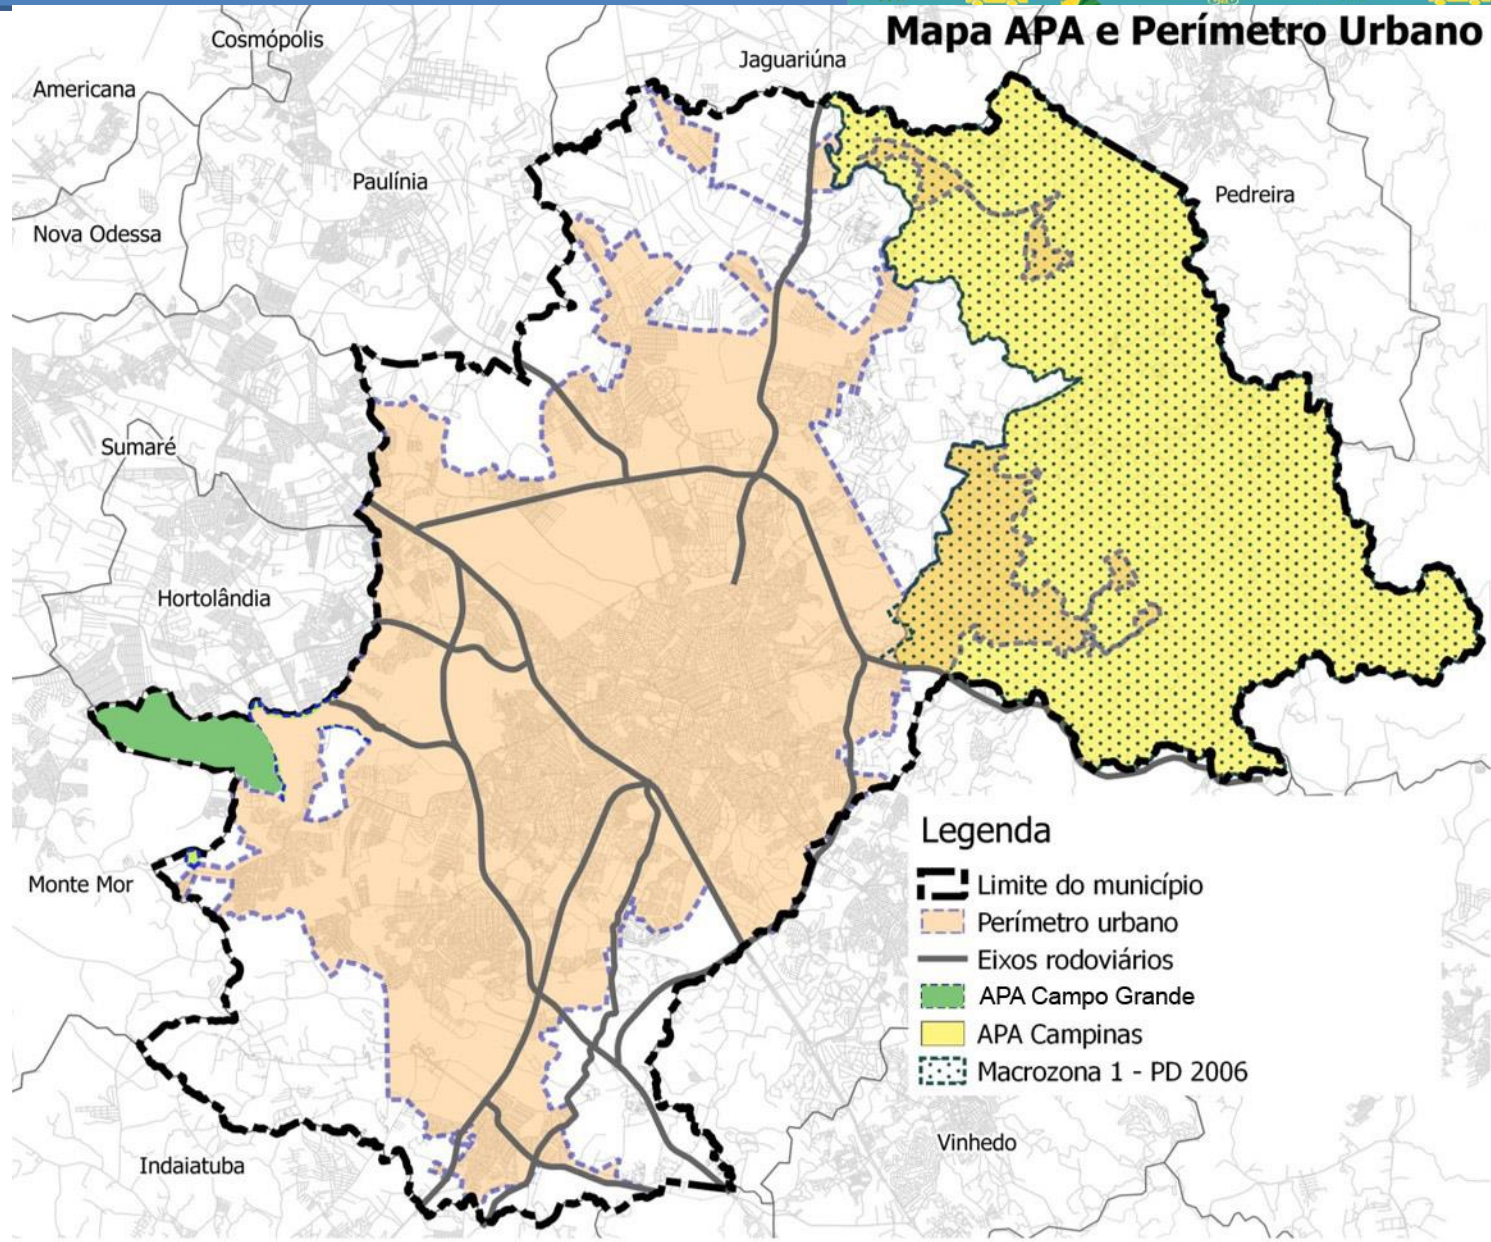 Mapa APA e Perímetro Urbano
Cosmópolis
Jaguariúna
Americana
Paulínia
Pedreira
Nova Odessa
Sumaré
Hortolândia
Monte Mor
Indaiatuba
Vinhedo
Legenda
Limite do município
Perímetro urbano
Eixos rodoviários
APA Campo Grande
APA Campinas
Macrozona 1 - PD 2006